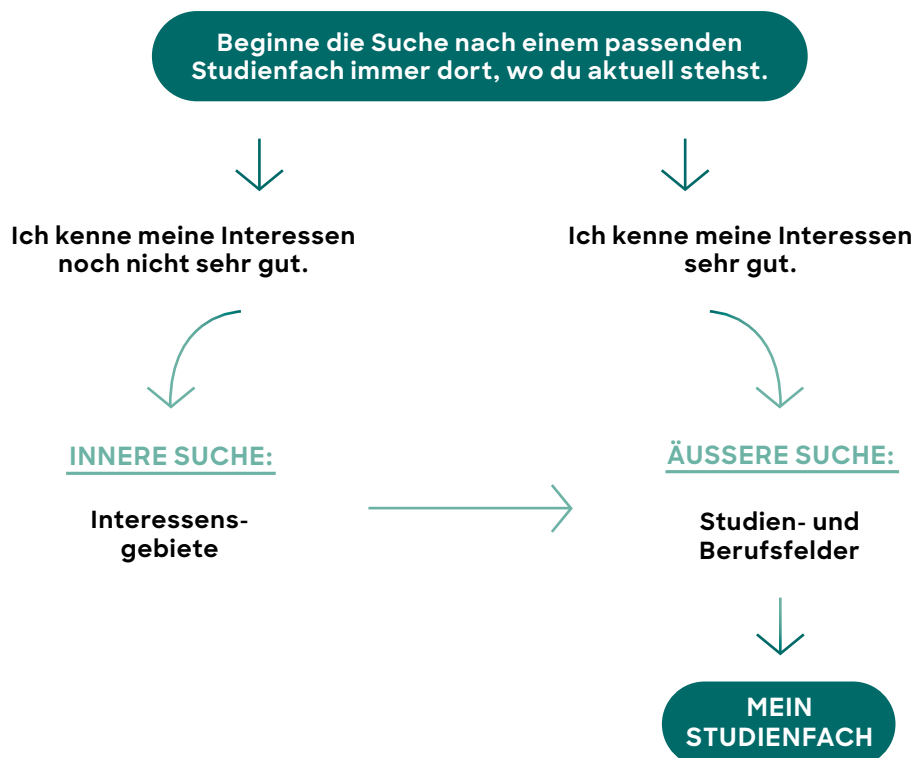 Beginne die Suche nach einem passenden
Studienfach immer dort, wo du aktuell stehst.
Ich kenne meine Interessen
noch nicht sehr gut.
Ich kenne meine Interessen
sehr gut.
INNERE SUCHE:
Interessens-
gebiete
ÄUSSERE SUCHE:
Studien- und
Berufsfelder
MEIN
STUDIENFACH